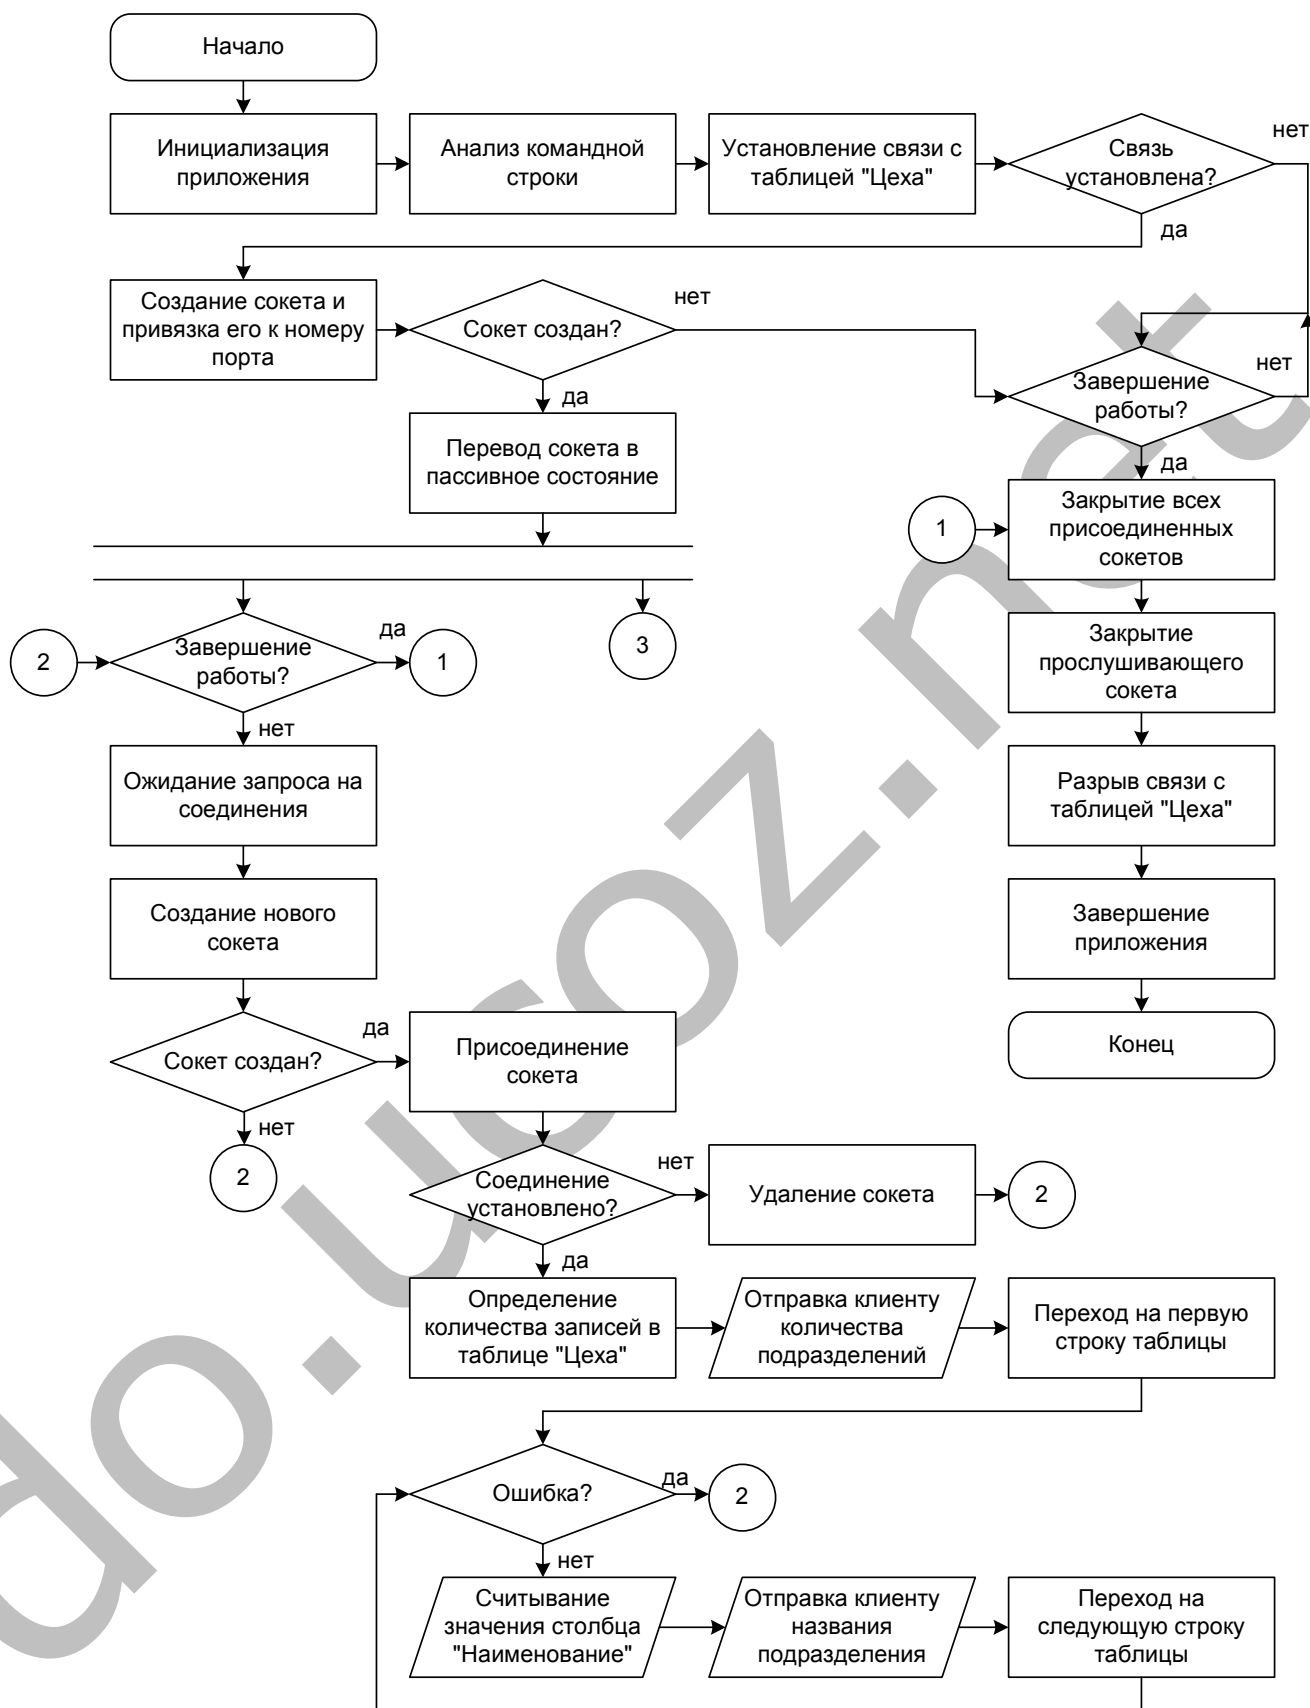 Начало
Инициализация
приложения
Анализ командной
строки
Установление связи с
таблицей "Цеха"
Связь
установлена?
нет
да
Создание сокета и
привязка его к номеру
порта
Сокет создан?
нет
да
Завершение
работы?
нет
да
Перевод сокета в
пассивное состояние
1
Закрытие всех
присоединенных
сокетов
2
Завершение
работы?
да
1
3
нет
Закрытие
прослушивающего
сокета
Ожидание запроса на
соединения
Разрыв связи с
таблицей "Цеха"
Создание нового
сокета
Завершение
приложения
Сокет создан?
да
Присоединение
сокета
Конец
нет
2
Соединение
установлено?
нет
Удаление сокета
2
да
Определение
количества записей в
таблице "Цеха"
Отправка клиенту
количества
подразделений
Переход на первую
строку таблицы
Ошибка?
да
2
нет
Считывание
значения столбца
"Наименование"
Отправка клиенту
названия
подразделения
Переход на
следующую строку
таблицы
do.ucoz.net